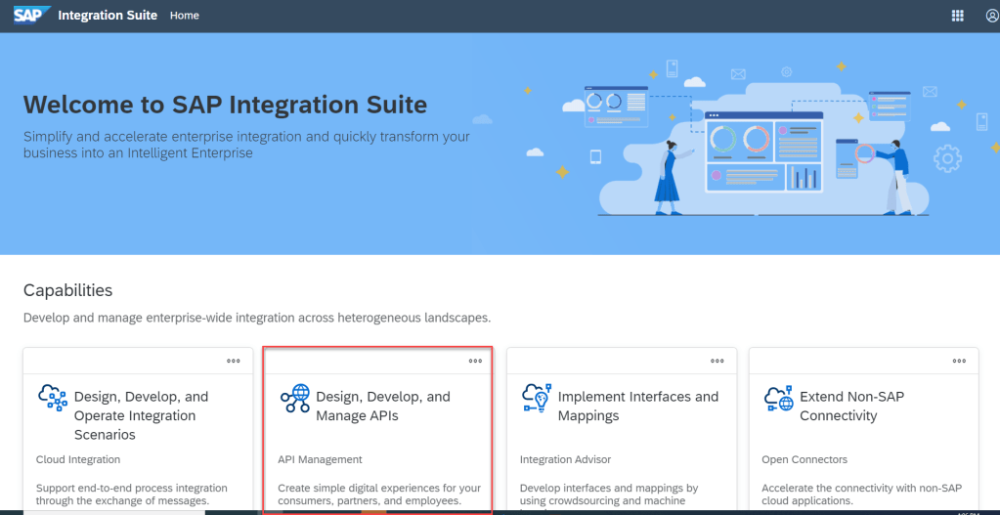 SAP Integration Suite Home
Welcome to SAP Integration Suite
Simplify and accelerate enterprise integration and quickly transform your
business into an Intelligent Enterprise
Capabilities
Develop and manage enterprise-wide integration across heterogeneous landscapes.
Design, Develop, and
Operate Integration
Scenarios
Cloud Integration
Support end-to-end process integration
through the exchange of messages.
Design, Develop, and
Manage APIs
API Management
Create simple digital experiences for your
consumers, partners, and employees.
Implement Interfaces and
Mappings
Integration Advisor
Develop interfaces and mappings by
using crowdsourcing and machine
Extend Non-SAP
Connectivity
Open Connectors
Accelerate the connectivity with non-SAP
cloud applications.